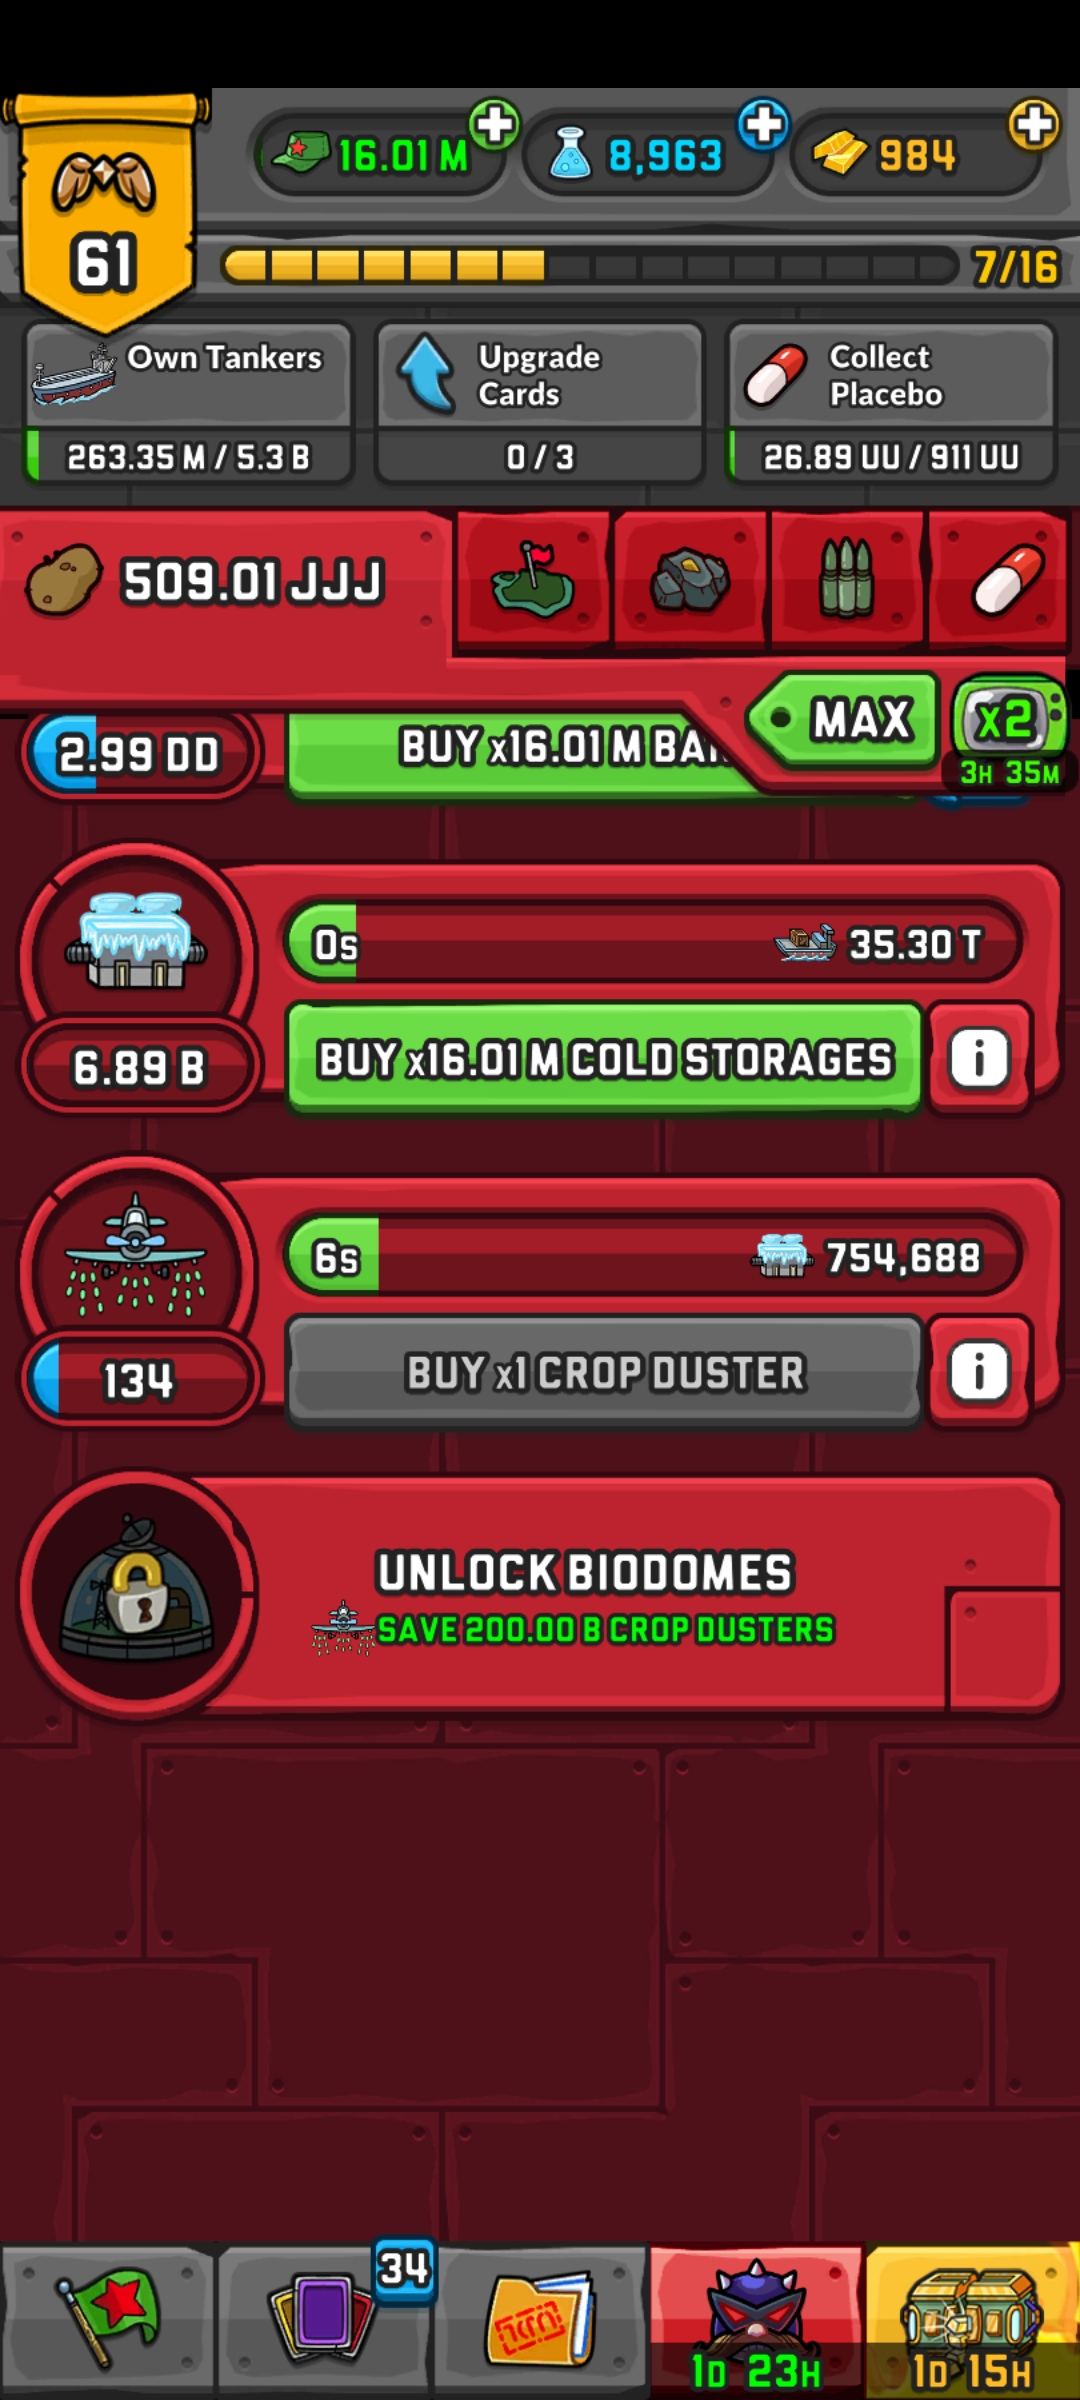 16.01 M
8,963
984
61
7/16
Own Tankers
263.35 M / 5.3 B
Upgrade
Cards
0 / 3
Collect
Placebo
26.89 UU / 911 UU
509.01 JJJ
MAX
x2
3H 35M
2.99 DD
BUY x16.01 M
0s
35.30 T
6.89 B
BUY x16.01 M COLD STORAGES
i
6s
754,688
134
BUY x1 CROP DUSTER
i
UNLOCK BIODOMES
SAVE 200.00 B CROP DUSTERS
34
1D 23H
1D 15H